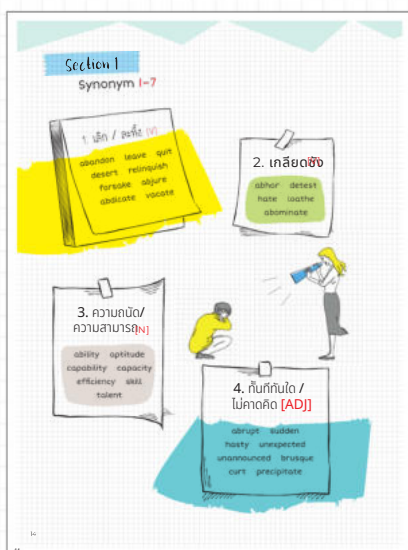 Section 1
Synonym 1-7
1. เลิก / ละทิ้ง [V]
abandon leave quit
desert relinquish
forsake abjure
abdicate vacate
2. เกลียดชัง
abhor detest
hate loathe
abominate
3. ความถนัด/
ความสามารถ[N]
ability aptitude
capability capacity
efficiency skill
talent
4. ทันทีทันใด /
ไม่คาดคิด [ADJ]
abrupt sudden
hasty unexpected
unannounced brusque
curt precipitate
14